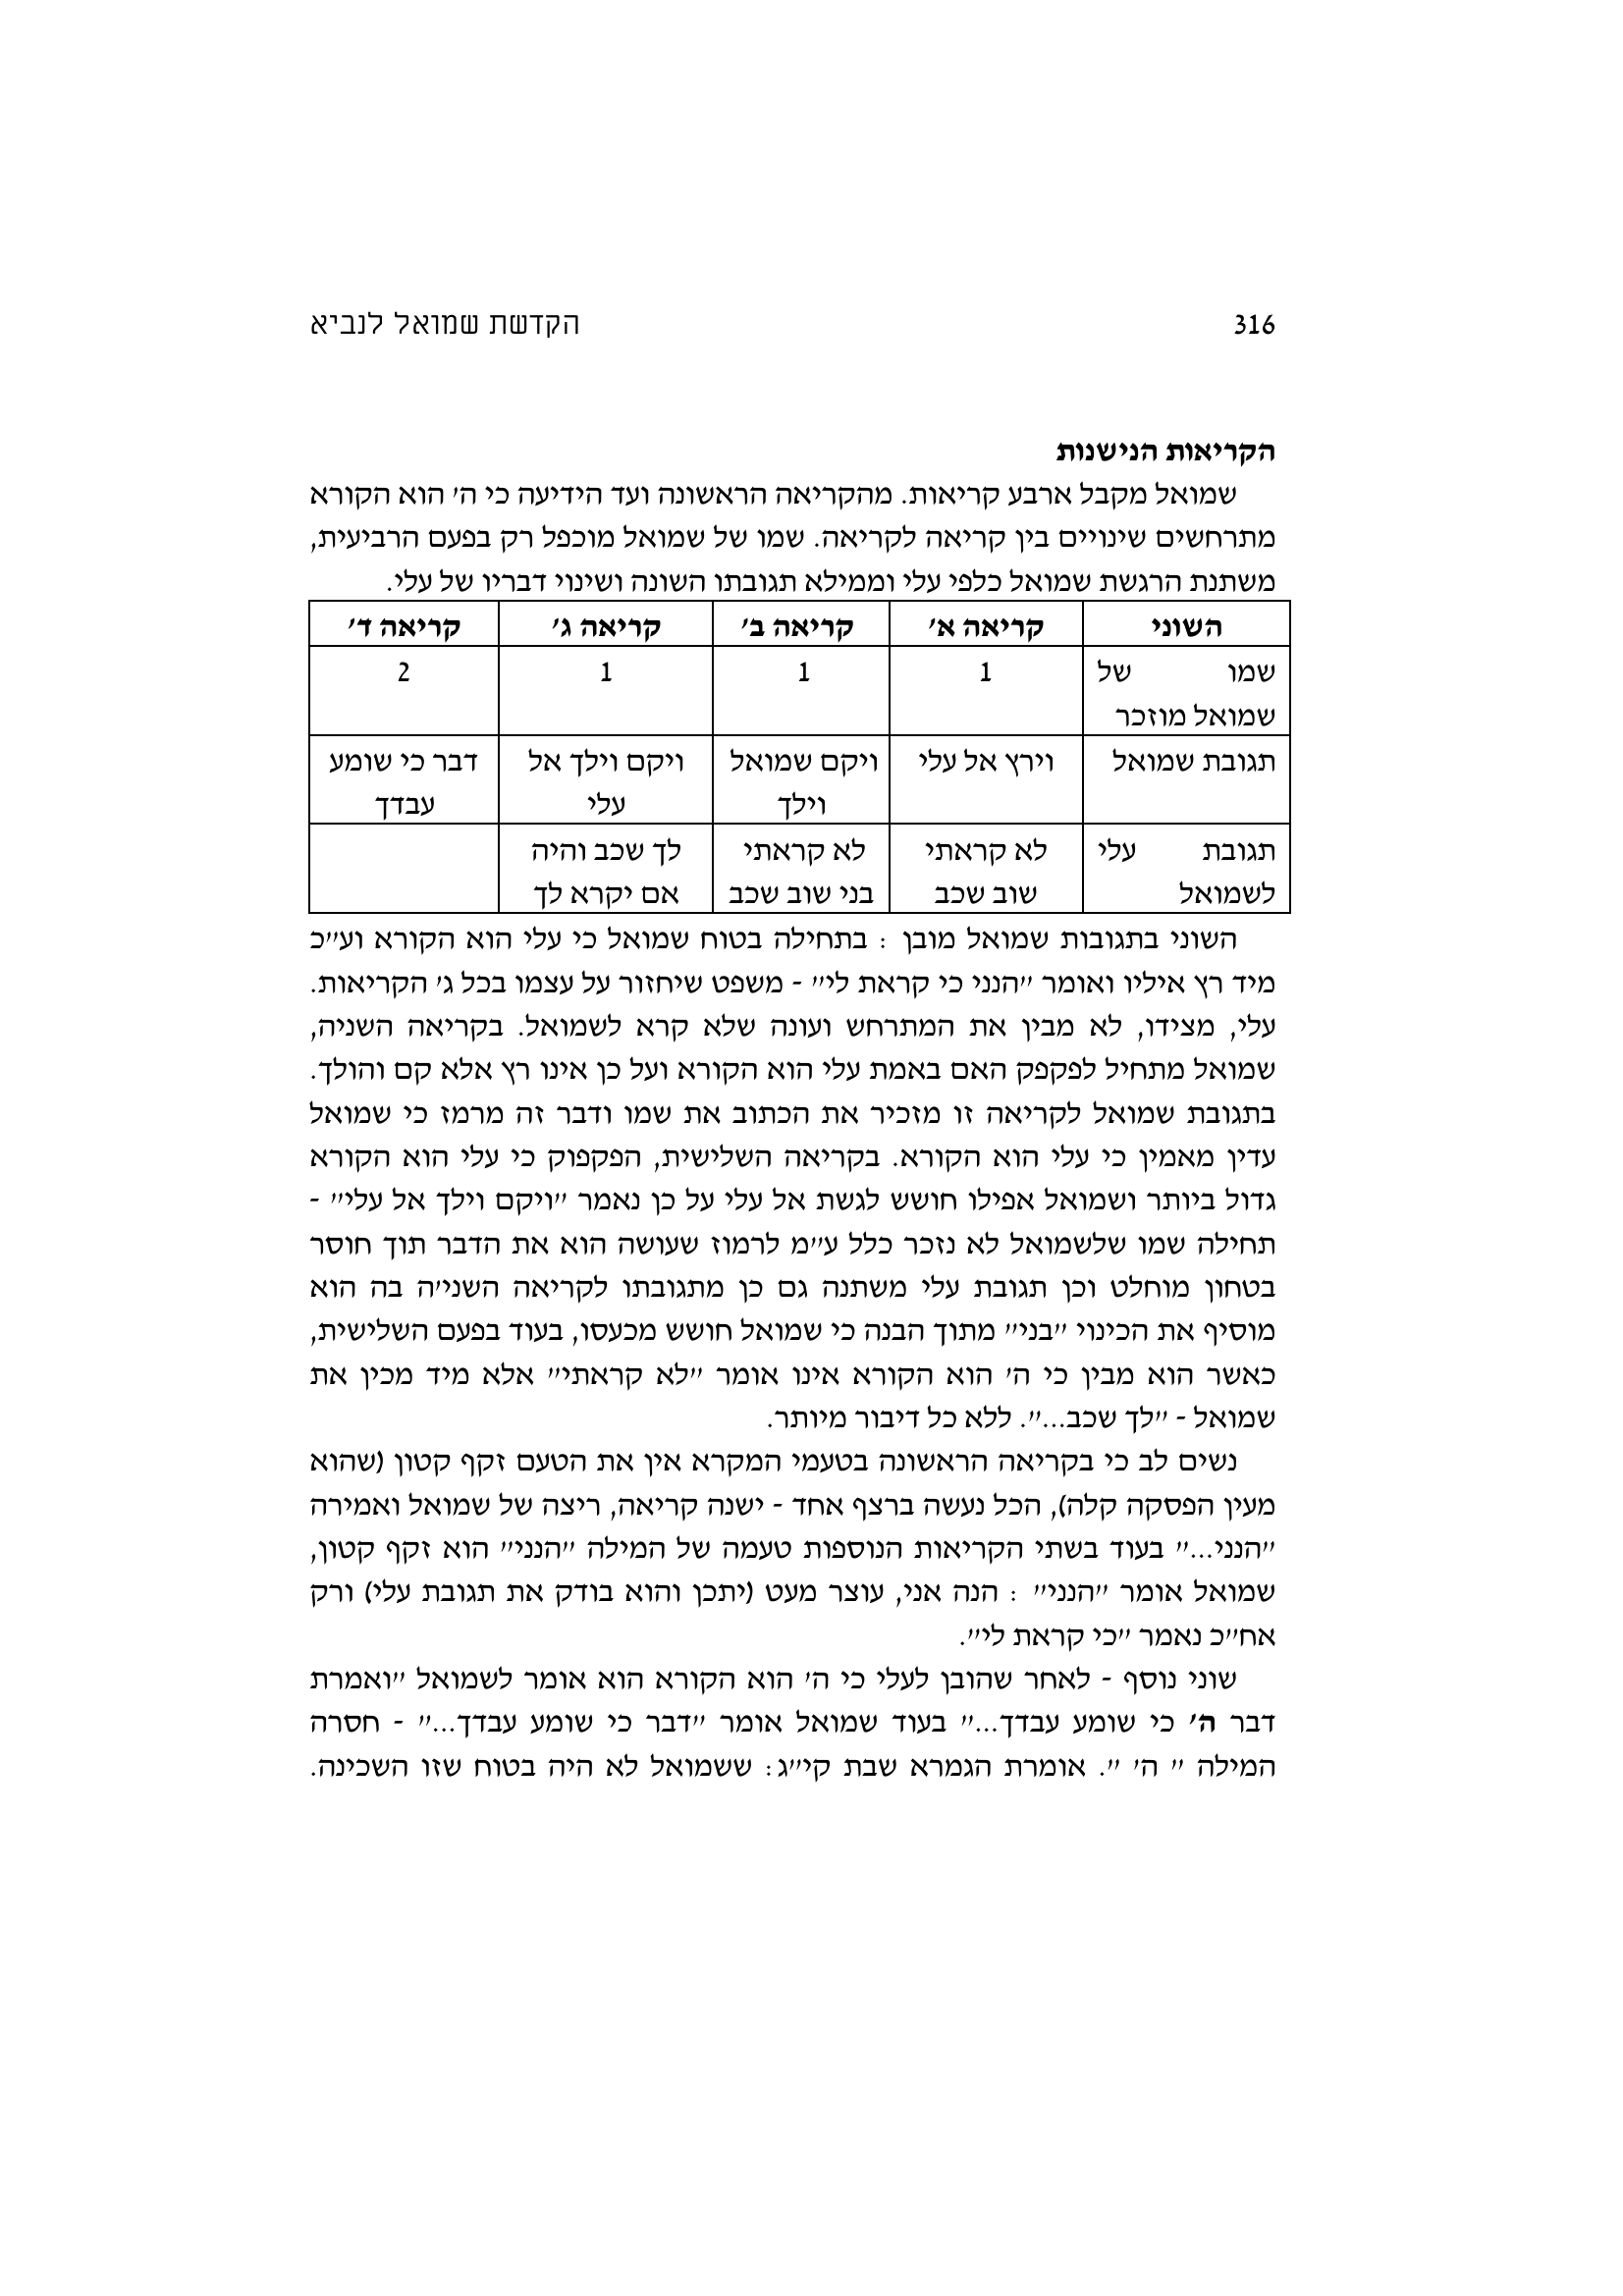 316 הקדשת שמואל לנביא
הקריאות הנישנות
שמואל מקבל ארבע קריאות. מהקריאה הראשונה ועד הידיעה כי ה' הוא הקורא
מתרחשים שינויים בין קריאה לקריאה. שמו של שמואל מוכפל רק בפעם הרביעית,
משתנת הרגשת שמואל כלפי עלי וממילא תגובתו השונה ושינוי דבריו של עלי.
השוני קריאה א' קריאה ב' קריאה ג' קריאה ד'
שמו של 1 1 1 2
שמואל מוזכר
תגובת שמואל וירץ אל עלי ויקם שמואל ויקם וילך אל דבר כי שומע
וילך עלי עבדך
תגובת עלי לא קראתי לא קראתי לך שכב והיה
לשמואל שוב שכב בני שוב שכב אם יקרא לך
השוני בתגובות שמואל מובן : בתחילה בטוח שמואל כי עלי הוא הקורא וע"כ
מיד רץ איליו ואומר "הנני כי קראת לי" - משפט שיחזור על עצמו בכל ג' הקריאות.
עלי, מצידו, לא מבין את המתרחש ועונה שלא קרא לשמואל. בקריאה השניה,
שמואל מתחיל לפקפק האם באמת עלי הוא הקורא ועל כן אינו רץ אלא קם והולך.
בתגובת שמואל לקריאה זו מזכיר את הכתוב את שמו ודבר זה מרמז כי שמואל
עדין מאמין כי עלי הוא הקורא. בקריאה השלישית, הפקפוק כי עלי הוא הקורא
גדול ביותר ושמואל אפילו חושש לגשת אל עלי על כן נאמר "ויקם וילך אל עלי" -
תחילה שמו שלשמואל לא נזכר כלל ע"מ לרמוז שעושה הוא את הדבר תוך חוסר
בטחון מוחלט וכן תגובת עלי משתנה גם כן מתגובתו לקריאה השני'ה בה הוא
מוסיף את הכינוי "בני" מתוך הבנה כי שמואל חושש מכעסו, בעוד בפעם השלישית,
כאשר הוא מבין כי ה' הוא הקורא אינו אומר "לא קראתי" אלא מיד מכין את
שמואל - "לך שכב...". ללא כל דיבור מיותר.
נשים לב כי בקריאה הראשונה בטעמי המקרא אין את הטעם זקף קטון (שהוא
מעין הפסקה קלה), הכל נעשה ברצף אחד - ישנה קריאה, ריצה של שמואל ואמירה
"הנני..." בעוד בשתי הקריאות הנוספות טעמה של המילה "הנני" הוא זקף קטון,
שמואל אומר "הנני" : הנה אני, עוצר מעט (יתכן והוא בודק את תגובת עלי) ורק
אח"כ נאמר "כי קראת לי".
שוני נוסף - לאחר שהובן לעלי כי ה' הוא הקורא הוא אומר לשמואל "ואמרת
דבר ה' כי שומע עבדך..." בעוד שמואל אומר "דבר כי שומע עבדך..." - חסרה
המילה " ה' ". אומרת הגמרא שבת קי"ג: ששמואל לא היה בטוח שזו השכינה.